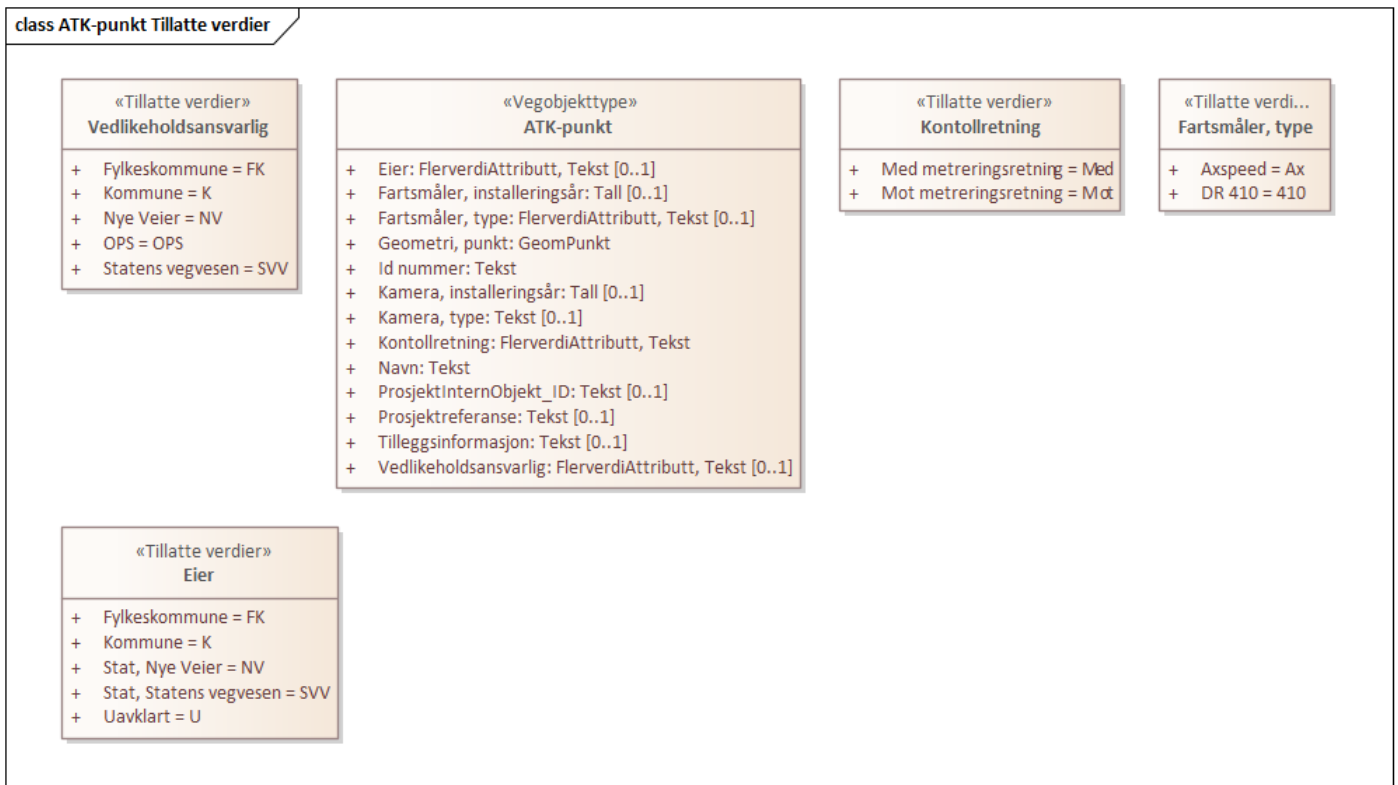 class ATK-punkt Tillatte verdier
«Tillatte verdier»
Vedlikeholdsansvarlig
+ Fylkeskommune = FK
+ Kommune = K
+ Nye Veier = NV
+ OPS = OPS
+ Statens vegvesen = SVV
«Vegobjekttype»
ATK-punkt
+ Eier: FlerverdiAttributt, Tekst [0..1]
+ Fartsmåler, installeringsår: Tall [0..1]
+ Fartsmåler, type: FlerverdiAttributt, Tekst [0..1]
+ Geometri, punkt: GeomPunkt
+ Id nummer: Tekst
+ Kamera, installeringsår: Tall [0..1]
+ Kamera, type: Tekst [0..1]
+ Kontollretning: FlerverdiAttributt, Tekst
+ Navn: Tekst
+ ProsjektInternObjekt_ID: Tekst [0..1]
+ Prosjektreferanse: Tekst [0..1]
+ Tilleggsinformasjon: Tekst [0..1]
+ Vedlikeholdsansvarlig: FlerverdiAttributt, Tekst [0..1]
«Tillatte verdier»
Kontollretning
+ Med metreringsretning = Med
+ Mot metreringsretning = Mot
«Tillatte verdi...
Fartsmåler, type
+ Axspeed = Ax
+ DR 410 = 410
«Tillatte verdier»
Eier
+ Fylkeskommune = FK
+ Kommune = K
+ Stat, Nye Veier = NV
+ Stat, Statens vegvesen = SVV
+ Uavklart = U